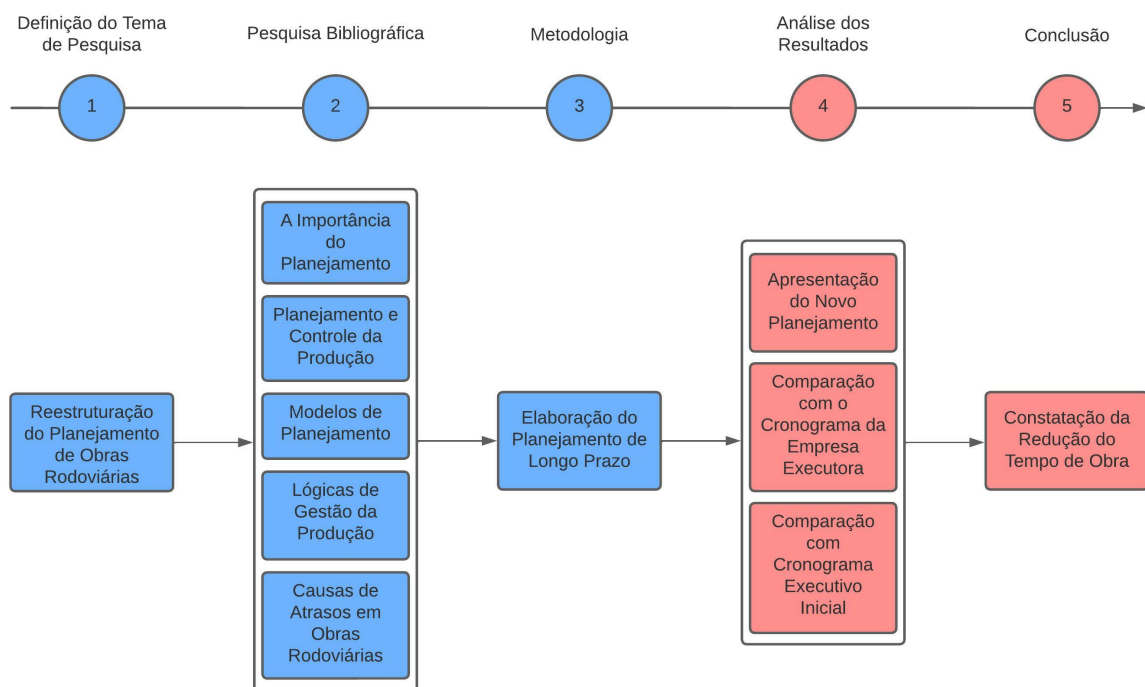 Definição do Tema
de Pesquisa
Pesquisa Bibliográfica
Metodologia
Análise dos
Resultados
Conclusão
1
2
3
4
5
Reestruturação
do Planejamento
de Obras
Rodoviárias
A Importância
do
Planejamento
Planejamento e
Controle da
Produção
Modelos de
Planejamento
Lógicas de
Gestão da
Produção
Causas de
Atrasos em
Obras
Rodoviárias
Elaboração do
Planejamento de
Longo Prazo
Apresentação
do Novo
Planejamento
Comparação
com o
Cronograma da
Empresa
Executora
Comparação
com
Cronograma
Executivo
Inicial
Constatação da
Redução do
Tempo de Obra